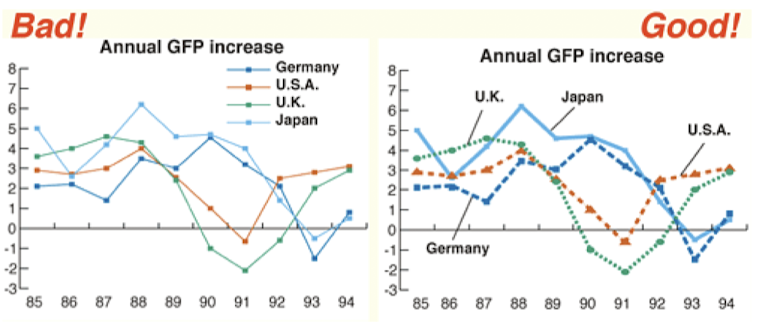 Bad!
Annual GFP increase
Germany
U.S.A.
U.K.
Japan
8
7
6
5
4
3
2
1
0
-1
-2
-3
85 86 87 88 89 90 91 92 93 94
Good!
Annual GFP increase
U.K.
Japan
U.S.A.
Germany
8
7
6
5
4
3
2
1
0
-1
-2
-3
85 86 87 88 89 90 91 92 93 94